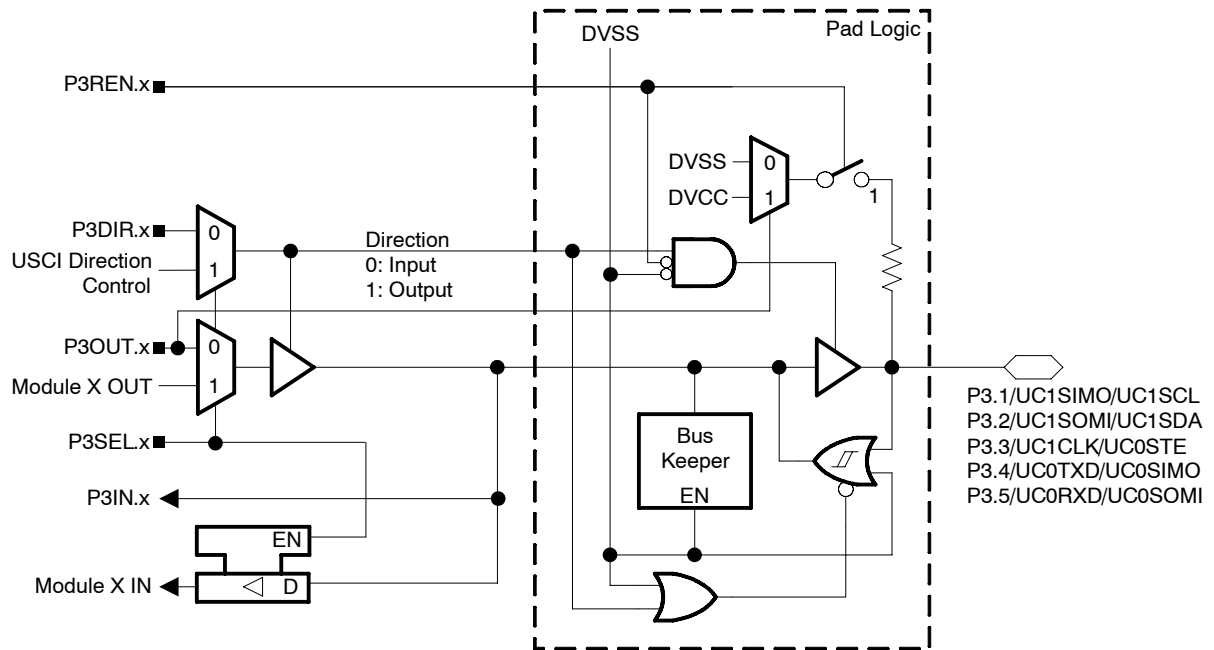 DVSS
Pad Logic
P3REN.x
DVSS
0
DVCC
1
1
P3DIR.x
0
USCI Direction
Control
1
Direction
0: Input
1: Output
P3OUT.x
0
Module X OUT
1
P3SEL.x
Bus
Keeper
EN
P3.1/UC1SIMO/UC1SCL
P3.2/UC1SOMI/UC1SDA
P3.3/UC1CLK/UC0STE
P3.4/UC0TXD/UC0SIMO
P3.5/UC0RXD/UC0SOMI
P3IN.x
EN
Module X IN
D